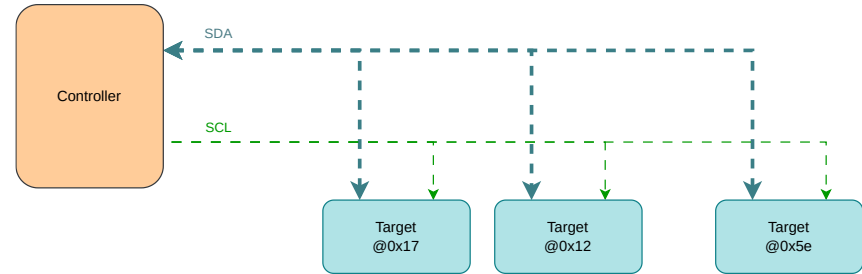 SDA
Controller
SCL
Target
@0x17
Target
@0x12
Target
@0x5e